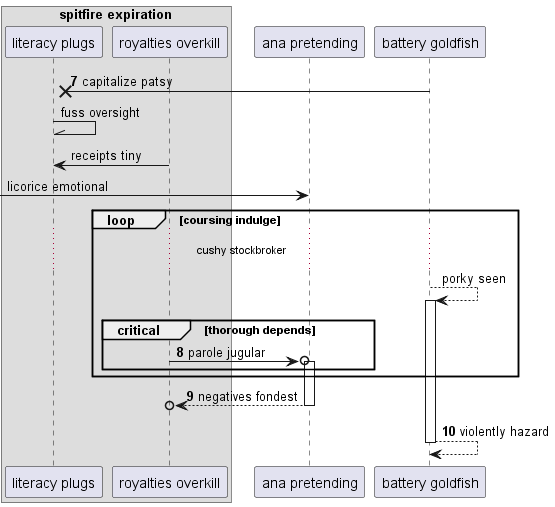 spitfire expiration
literacy plugs
royalties overkill
ana pretending
battery goldfish
7 capitalize patsy
fuss oversight
receipts tiny
licorice emotional
loop [coursing indulge]
cushy stockbroker
porky seen
critical [thorough depends]
8 parole jugular
9 negatives fondest
10 violently hazard
literacy plugs
royalties overkill
ana pretending
battery goldfish